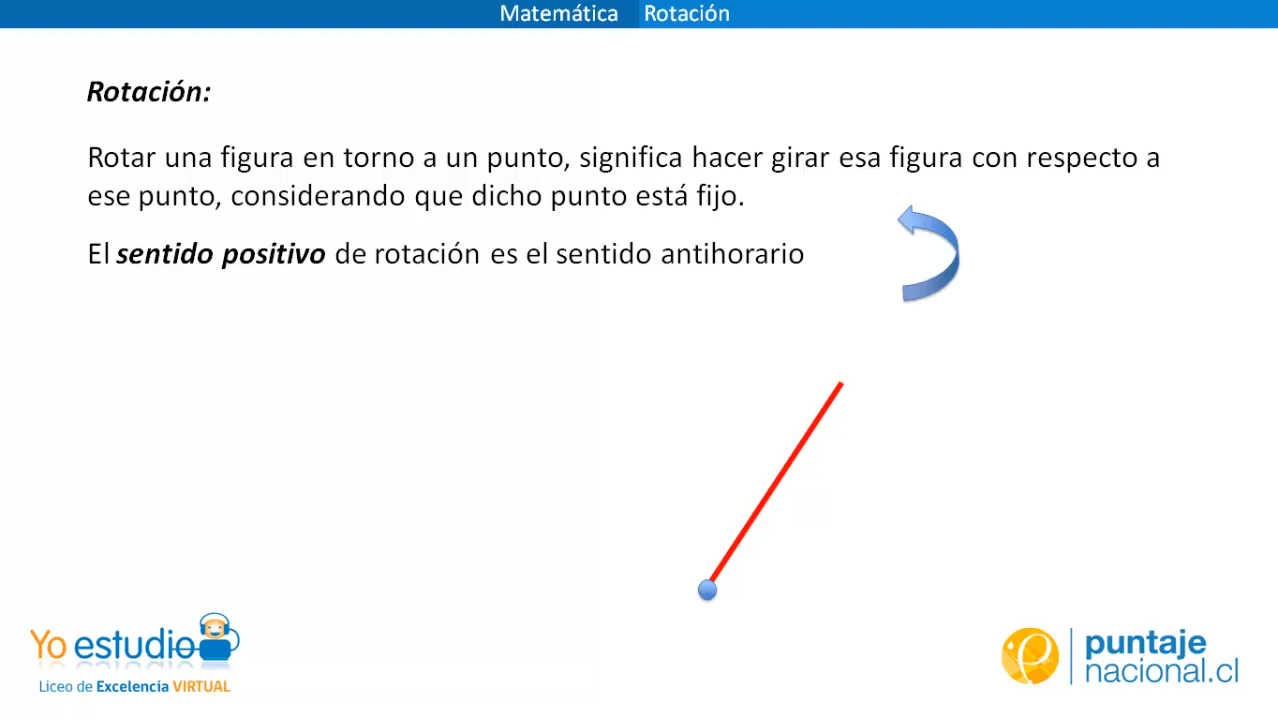 Matemática Rotación
Rotación:
Rotar una figura en torno a un punto, significa hacer girar esa figura con respecto a
ese punto, considerando que dicho punto está fijo.
El sentido positivo de rotación es el sentido antihorario
Yo estudio
Liceo de Excelencia VIRTUAL
puntaje
nacional.cl